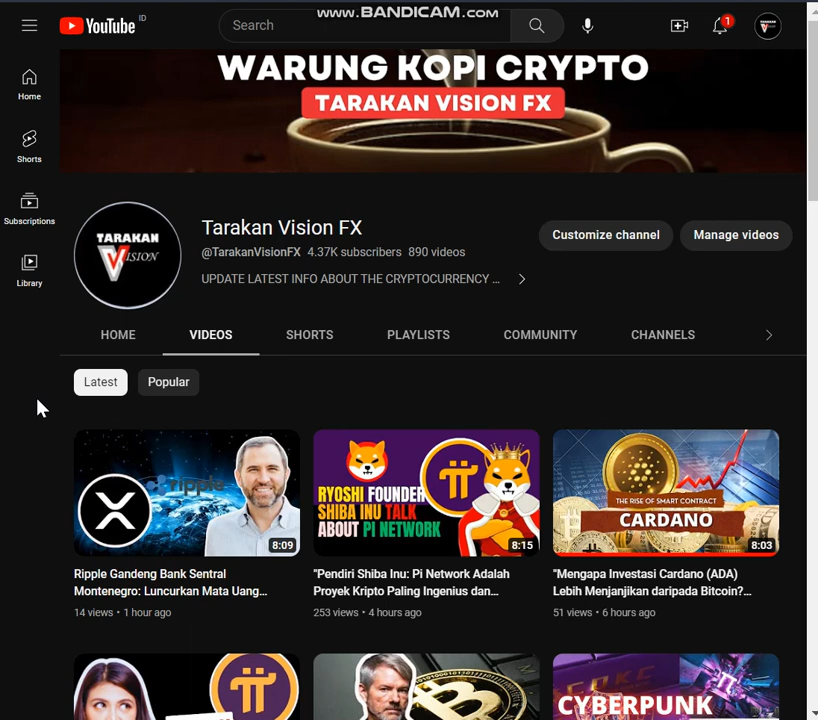 www.BANDICAM.com
YouTube ID
Search
1
WARUNG KOPI CRYPTO
TARAKAN VISION FX
Home
Shorts
Subscriptions
Library
TARAKAN
VISION
Tarakan Vision FX
@TarakanVisionFX 4.37K subscribers 890 videos
UPDATE LATEST INFO ABOUT THE CRYPTOCURRENCY ...
Customize channel
Manage videos
HOME VIDEOS SHORTS PLAYLISTS COMMUNITY CHANNELS
Latest Popular
ripple
8:09
RYOSHI FOUNDER
SHIBA INU TALK
ABOUT PI NETWORK
8:15
THE RISE OF SMART CONTRACT
CARDANO
8:03
Ripple Gandeng Bank Sentral
Montenegro: Luncurkan Mata Uang...
14 views • 1 hour ago
"Pendiri Shiba Inu: Pi Network Adalah
Proyek Kripto Paling Ingenius dan...
253 views • 4 hours ago
"Mengapa Investasi Cardano (ADA)
Lebih Menjanjikan daripada Bitcoin?...
51 views • 6 hours ago
CYBERPUNK